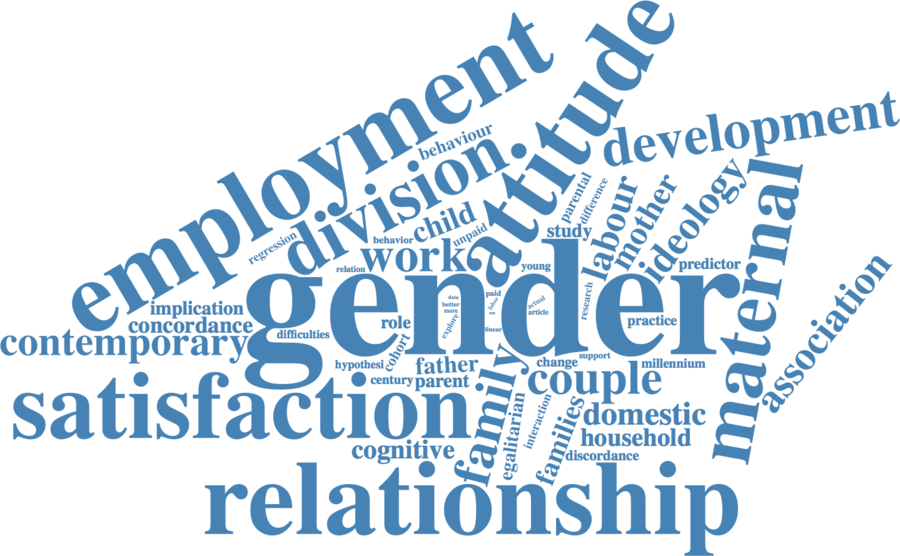 employment
attitude
development
behaviour
division
maternal
ideology
parental
difference
labour
mother
child
unpaid
study
regression
behavior
work
relation
young
predictor
gender
association
implication
concordance
contemporary
difficulties
role
data
better
more
explore
paid
linear
actual
article
research
practice
cohort
hypothesi
father
century
parent
change
support
millennium
couple
satisfaction
family
egalitarian
interaction
families
domestic
household
discordance
cognitive
relationship